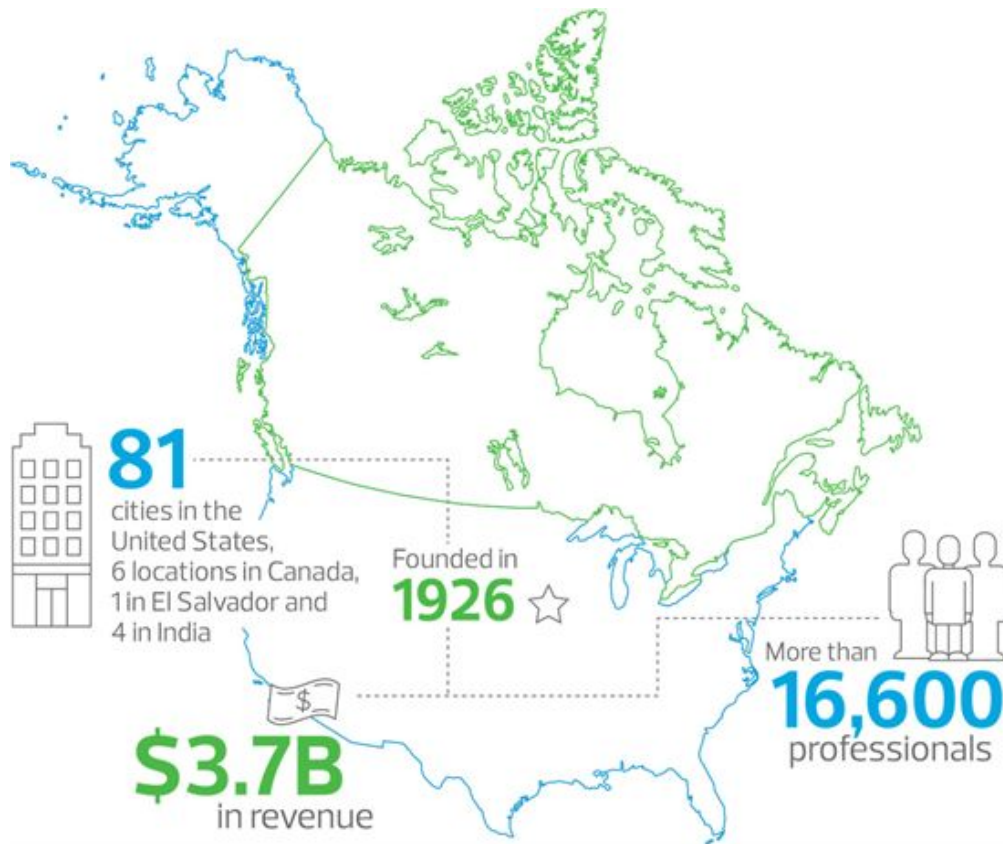 81
cities in the
United States,
6 locations in Canada,
1 in El Salvador and
4 in India
Founded in
1926
$
$3.7B
in revenue
More than
16,600
professionals